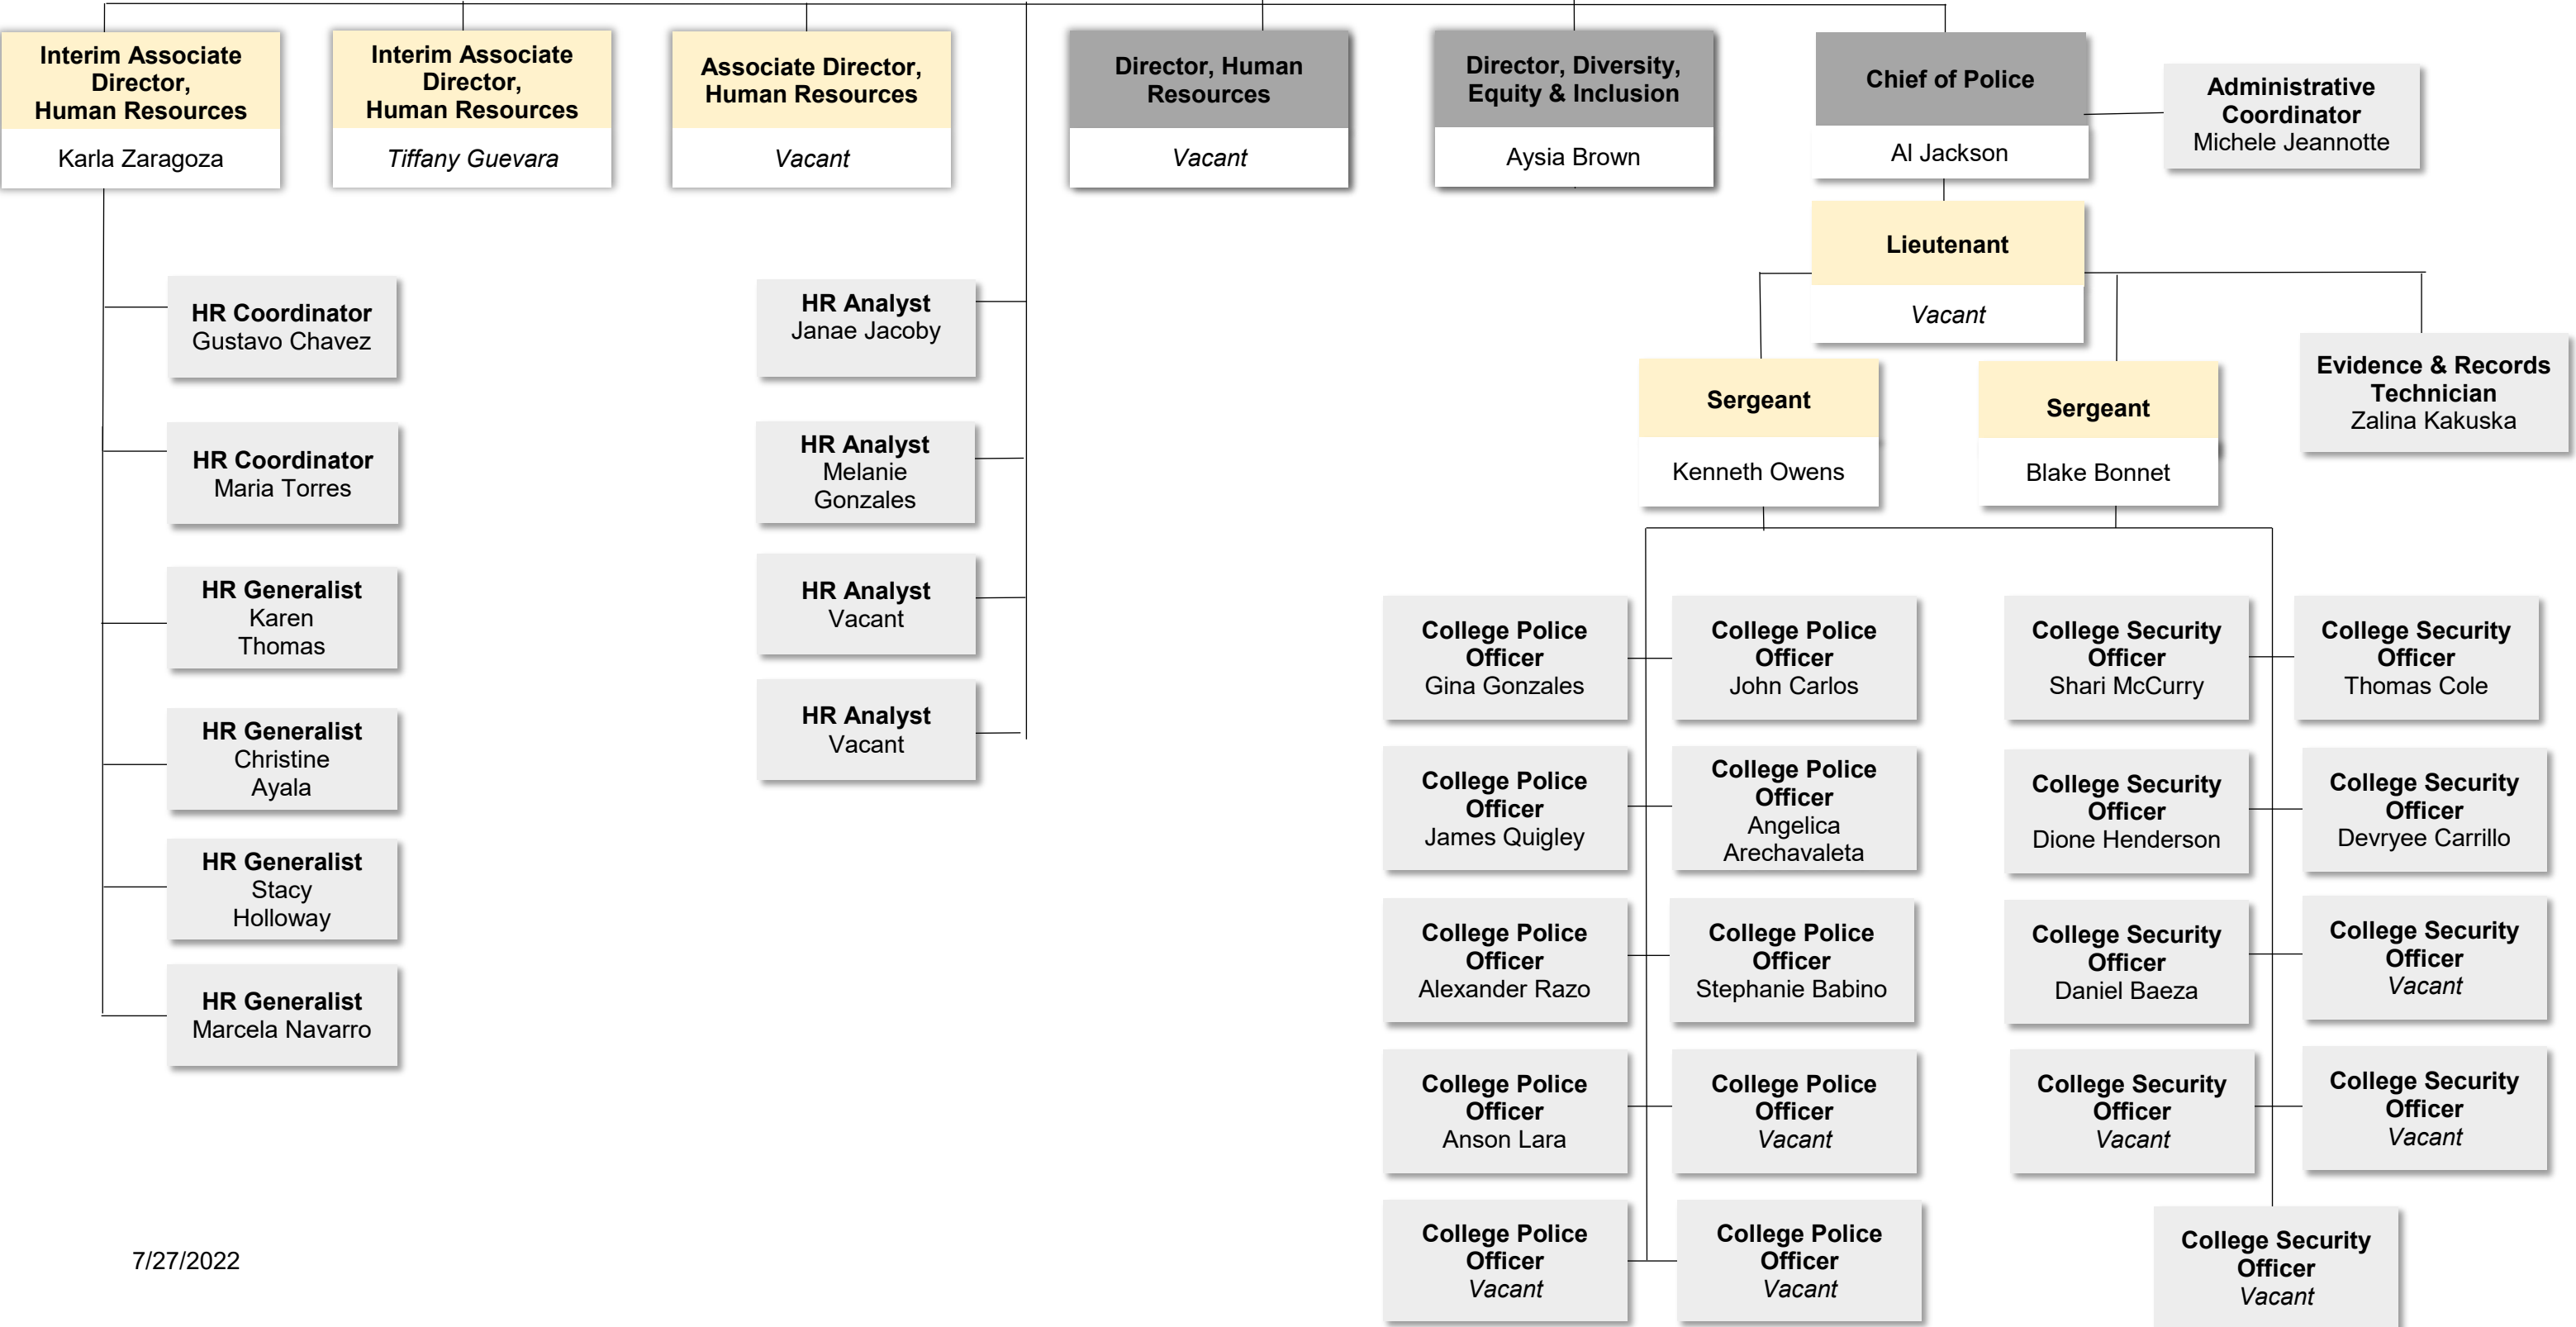 Interim Associate
Director,
Human Resources
Karla Zaragoza
Interim Associate
Director,
Human Resources
Tiffany Guevara
Associate Director,
Human Resources
Vacant
Director, Human
Resources
Vacant
Director, Diversity,
Equity & Inclusion
Aysia Brown
Chief of Police
Al Jackson
Administrative
Coordinator
Michele Jeannotte
Lieutenant
Vacant
HR Coordinator
Gustavo Chavez
HR Coordinator
Maria Torres
HR Generalist
Karen
Thomas
HR Generalist
Christine
Ayala
HR Generalist
Stacy
Holloway
HR Generalist
Marcela Navarro
HR Analyst
Janae Jacoby
HR Analyst
Melanie
Gonzales
HR Analyst
Vacant
HR Analyst
Vacant
Sergeant
Kenneth Owens
Sergeant
Blake Bonnet
Evidence & Records
Technician
Zalina Kakuska
College Police
Officer
Gina Gonzales
College Police
Officer
John Carlos
College Security
Officer
Shari McCurry
College Security
Officer
Thomas Cole
College Police
Officer
James Quigley
College Police
Officer
Angelica
Arechavaleta
College Security
Officer
Dione Henderson
College Security
Officer
Devryee Carrillo
College Police
Officer
Alexander Razo
College Police
Officer
Stephanie Babino
College Security
Officer
Daniel Baeza
College Security
Officer
Vacant
College Police
Officer
Anson Lara
College Police
Officer
Vacant
College Security
Officer
Vacant
College Security
Officer
Vacant
College Police
Officer
Vacant
College Police
Officer
Vacant
College Security
Officer
Vacant
7/27/2022